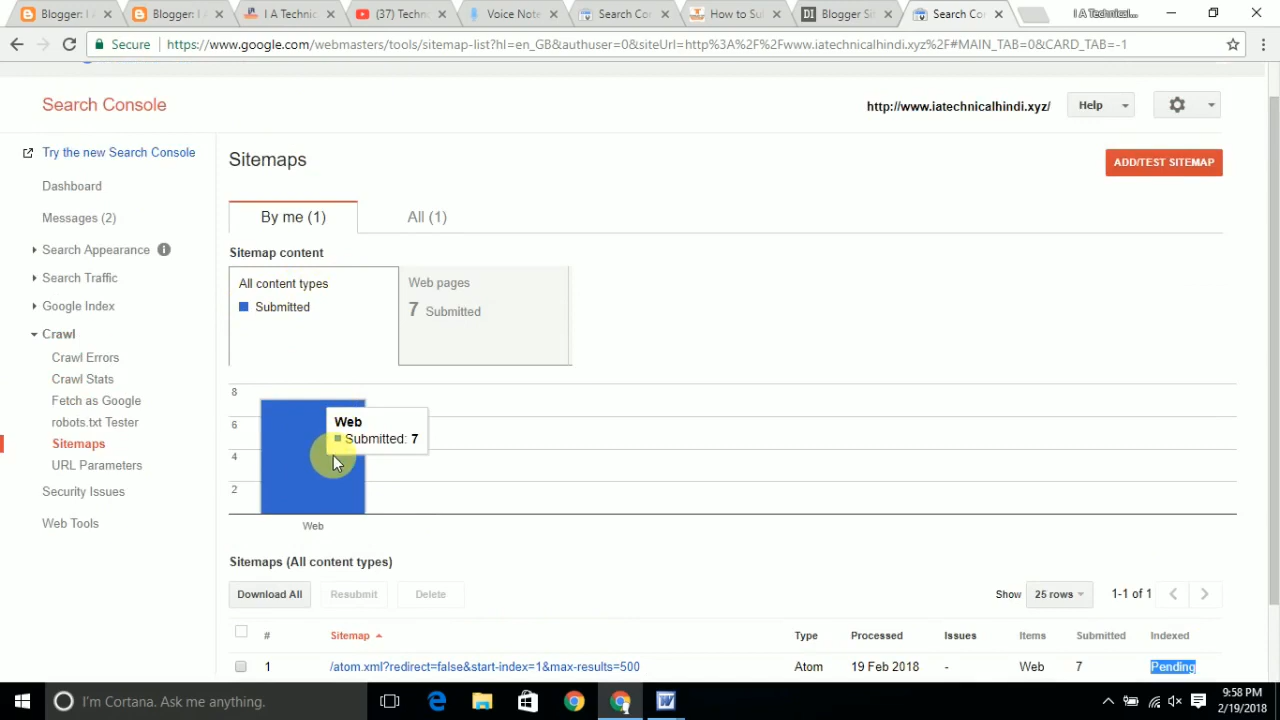 Blogger: I A
Blogger: I A
I A Technic
(37) Techn
Voice Note
Search Con
How to Sul
Blogger Sit
Search Con
I A Technical...
Secure
https://www.google.com/webmasters/tools/sitemap-list?hl=en_GB&authuser=0&siteUrl=http%3A%2F%2Fwww.iatechnicalhindi.xyz%2F#MAIN_TAB=0&CARD_TAB=-1
Search Console
http://www.iatechnicalhindi.xyz/
Help
Try the new Search Console
Dashboard
Messages (2)
Search Appearance
Search Traffic
Google Index
Crawl
Crawl Errors
Crawl Stats
Fetch as Google
robots.txt Tester
Sitemaps
URL Parameters
Security Issues
Web Tools
Sitemaps
ADD/TEST SITEMAP
By me (1)
All (1)
Sitemap content
All content types
Submitted
Web pages
7 Submitted
8
6
4
2
Web
Submitted: 7
Web
Sitemaps (All content types)
Download All
Resubmit
Delete
Show
25 rows
1-1 of 1
# Sitemap Type Processed Issues Items Submitted Indexed
1 /atom.xml?redirect=false&start-index=1&max-results=500 Atom 19 Feb 2018 - Web 7 Pending
I'm Cortana. Ask me anything.
9:58 PM
2/19/2018